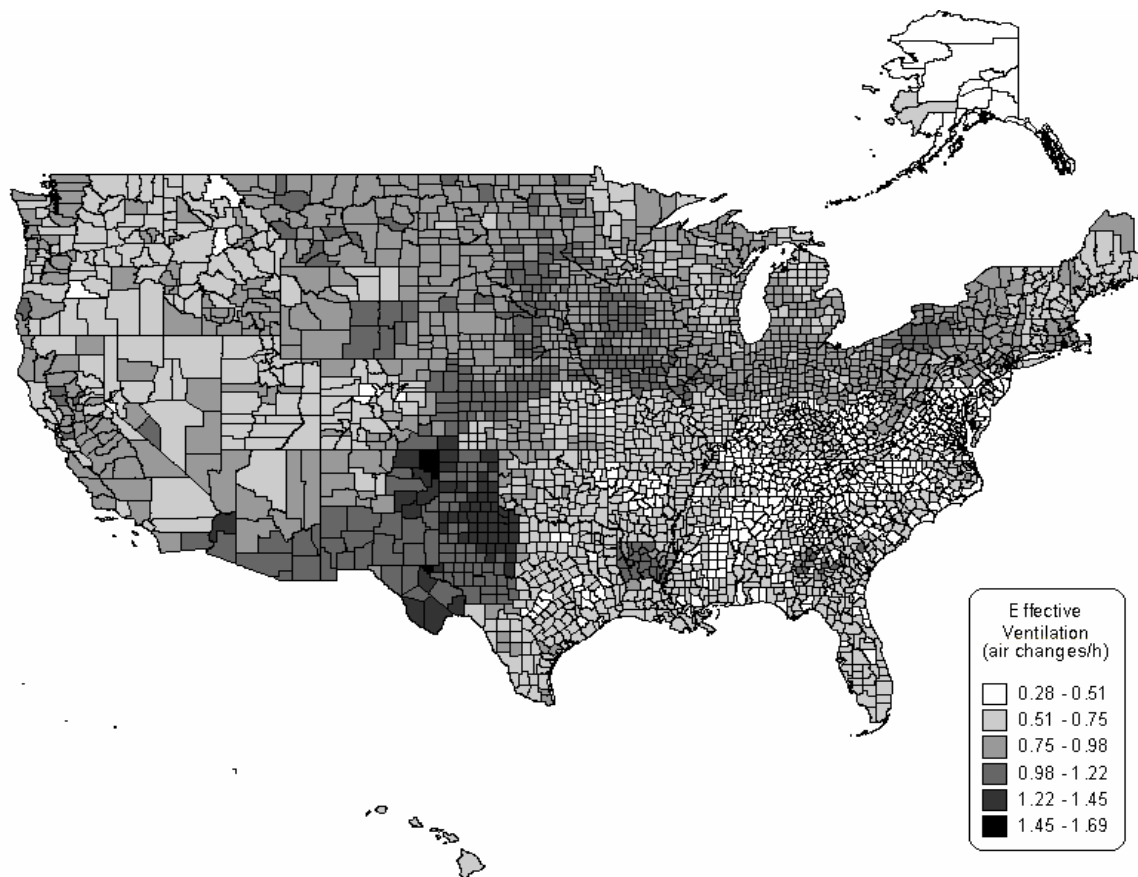 Effective
Ventilation
(air changes/h)
0.28 - 0.51
0.51 - 0.75
0.75 - 0.98
0.98 - 1.22
1.22 - 1.45
1.45 - 1.69